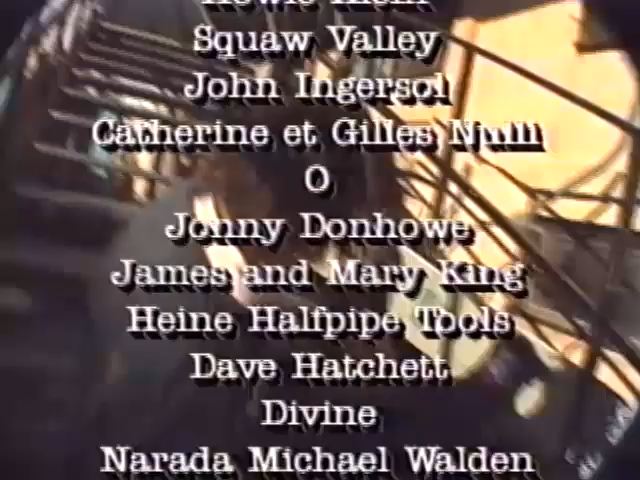 Squaw Valley
John Ingersol
Catherine et Gilles
O
Jonny Donhowe
James and Mary King
Heine Halfpipe Tools
Dave Hatchett
Divine
Narada Michael Walden